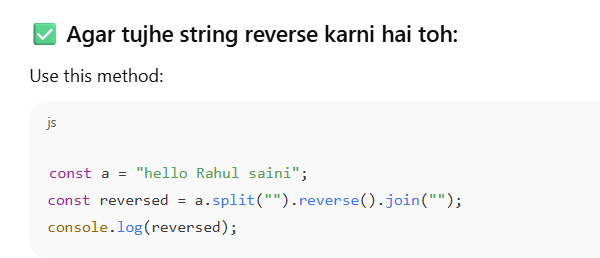 ✅ Agar tujhe string reverse karni hai toh:
Use this method:
js
const a = "hello Rahul saini";
const reversed = a.split("").reverse().join("");
console.log(reversed);